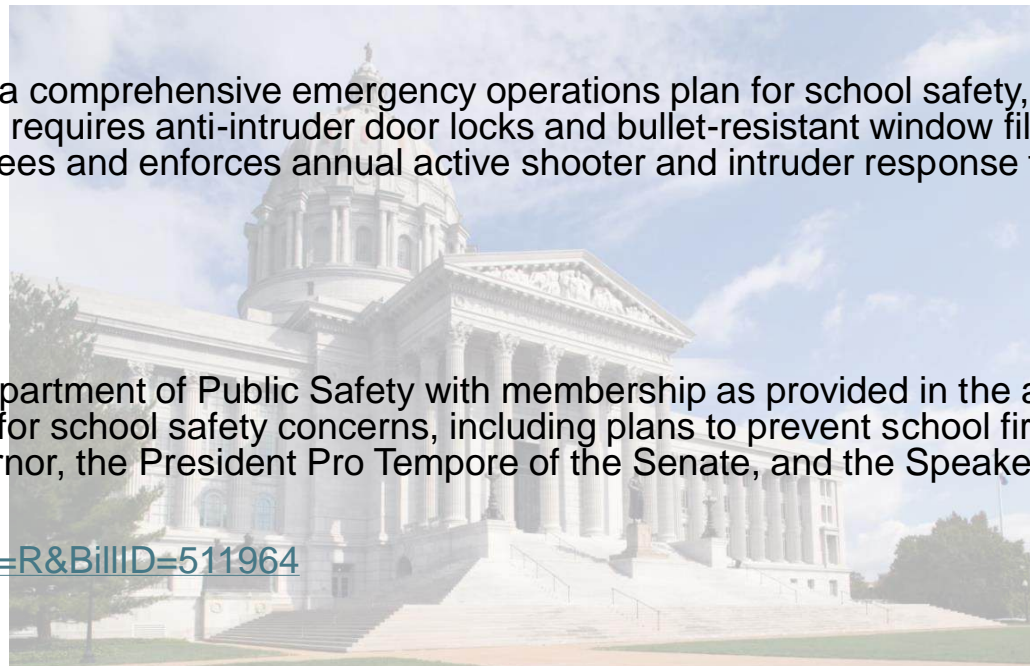 a comprehensive emergency operations plan for school safety,
requires anti-intruder door locks and bullet-resistant window fil
ees and enforces annual active shooter and intruder response
partment of Public Safety with membership as provided in the a
for school safety concerns, including plans to prevent school fir
rnor, the President Pro Tempore of the Senate, and the Speake
=R&BillID=511964